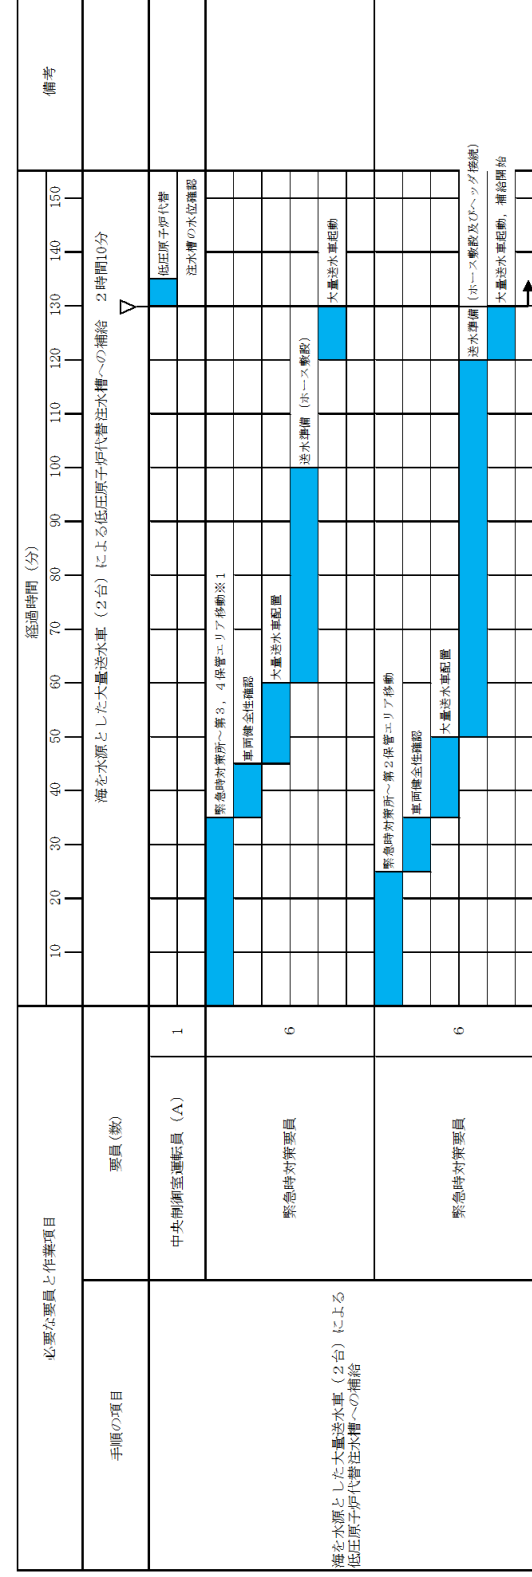 必要な要員と作業項目
経過時間（分）
備考
10 20 30 40 50 60 70 80 90 100 110 120 130 140 150
手順の項目
要員(数)
海を水源とした大量送水車（２台）による低圧原子炉代替注水槽への補給　２時間10分
海を水源とした大量送水車（２台）による
低圧原子炉代替注水槽への補給
中央制御室運転員（Ａ）
1
低圧原子炉代替
注水槽の水位確認
緊急時対策要員
6
緊急時対策所～第３，４保管エリア移動※１
車両健全性確認
大量送水車配置
送水準備（ホース敷設）
大量送水車起動
緊急時対策要員
6
緊急時対策所～第２保管エリア移動
車両健全性確認
大量送水車配置
送水準備（ホース敷設及びヘッダ接続）
大量送水車起動，補給開始